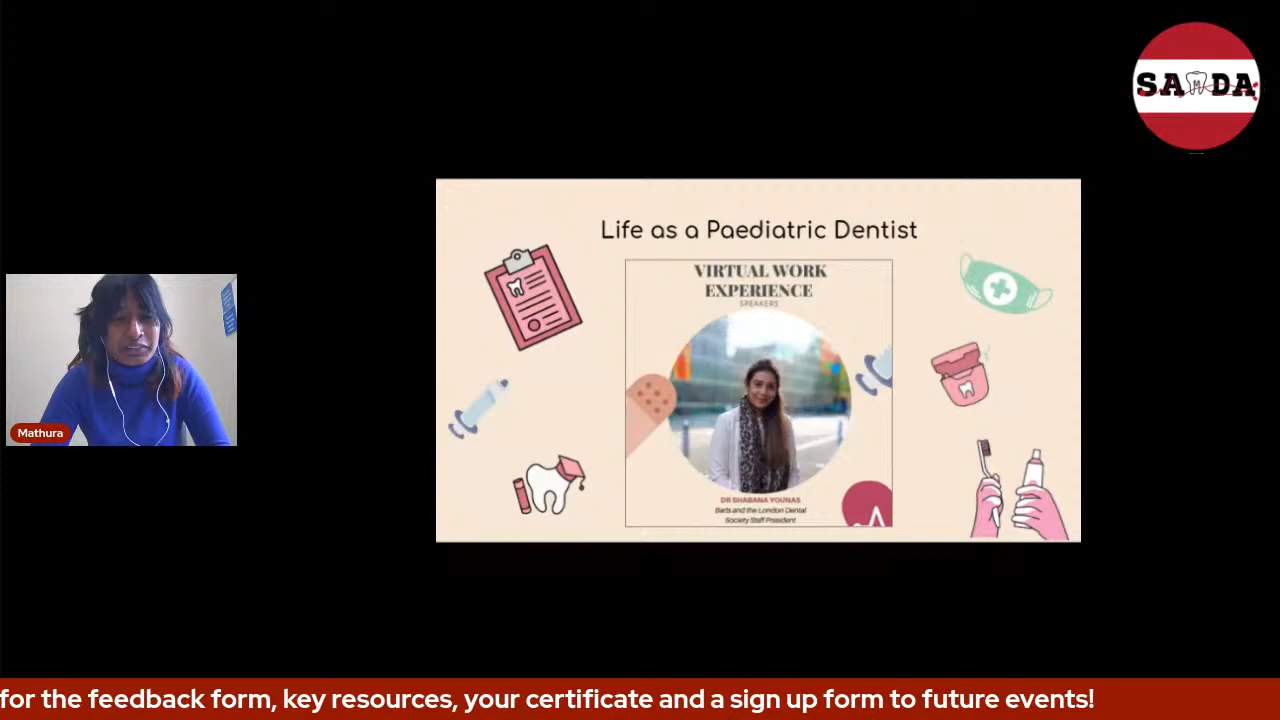 SAMDA
Life as a Paediatric Dentist
VIRTUAL WORK
EXPERIENCE
SPEAKERS
DR SHABANA YOUNAS
Barts and the London Dental
Society Staff President
Mathura
for the feedback form, key resources, your certificate and a sign up form to future events!